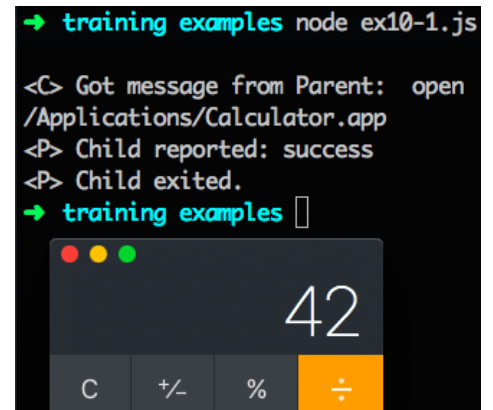 ➜ training examples node ex10-1.js
<C> Got message from Parent:  open
/Applications/Calculator.app
<P> Child reported: success
<P> Child exited.
➜ training examples
42
C +/− % ÷